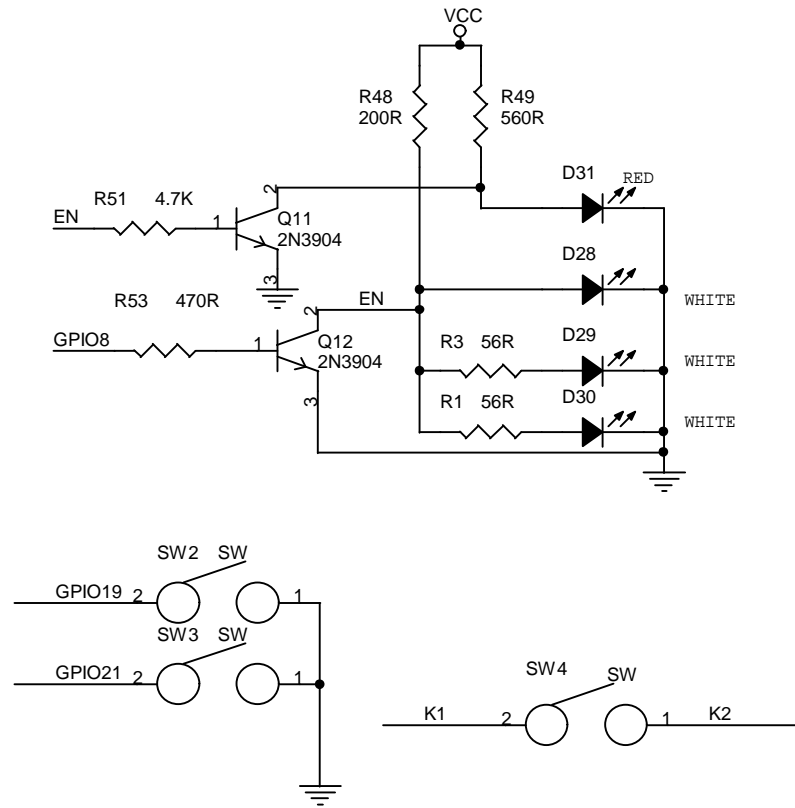 VCC
R48 R49
200R 560R
D31 RED
R51 4.7K 2
EN 1 Q11
2N3904
D28
3
R53 470R 2 EN WHITE
GPIO8 1 Q12 R3 56R D29
2N3904 WHITE
3 R1 56R D30
WHITE
SW2 SW
GPIO19 2 1
SW3 SW
GPIO21 2 1
SW4 SW
K1 2 1 K2